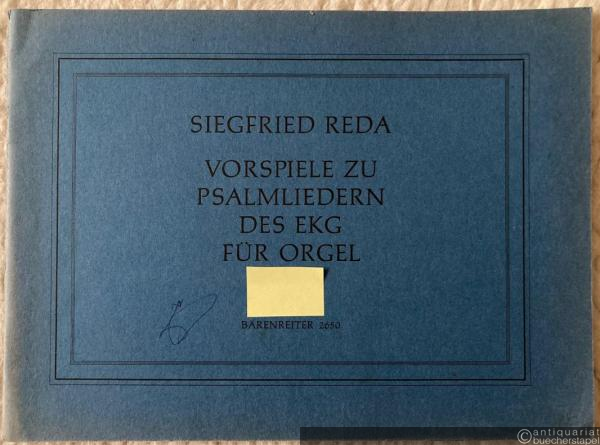 SIEGFRIED REDA
VORSPIELE ZU
PSALMLIEDERN
DES EKG
FÜR ORGEL
BÄRENREITER 2650
antiquariat
buecherstapel